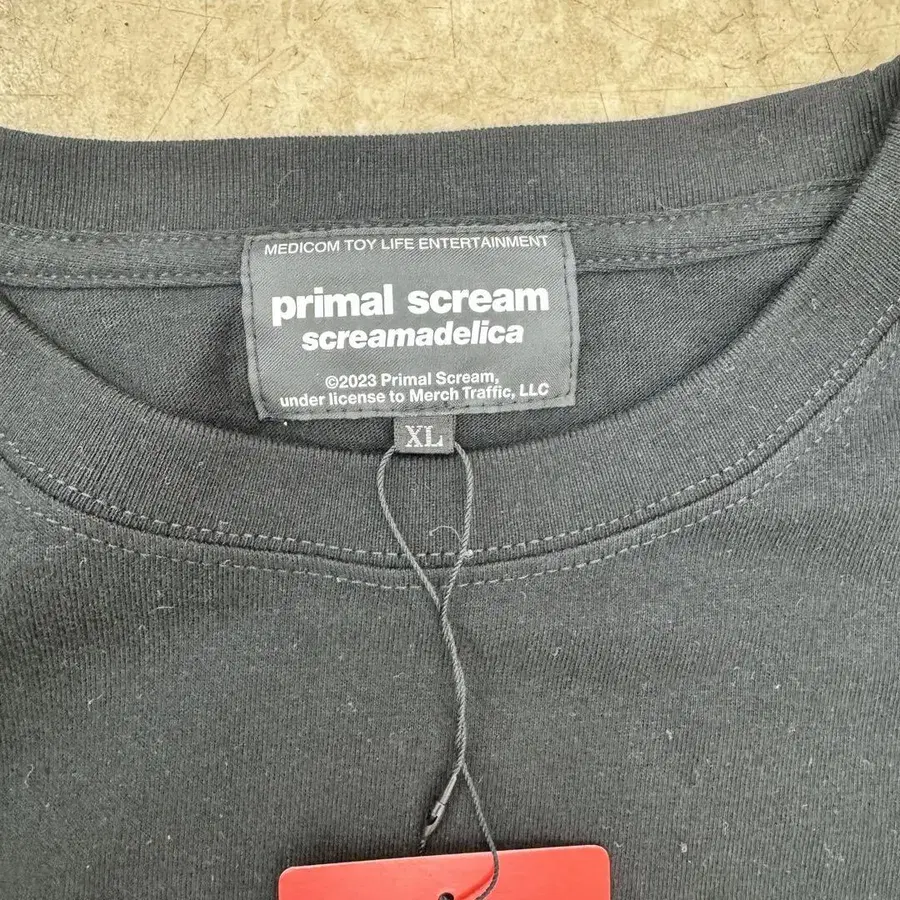 MEDICOM TOY LIFE ENTERTAINMENT
primal scream
screamadelica
©2023 Primal Scream,
under license to Merch Traffic, LLC
XL